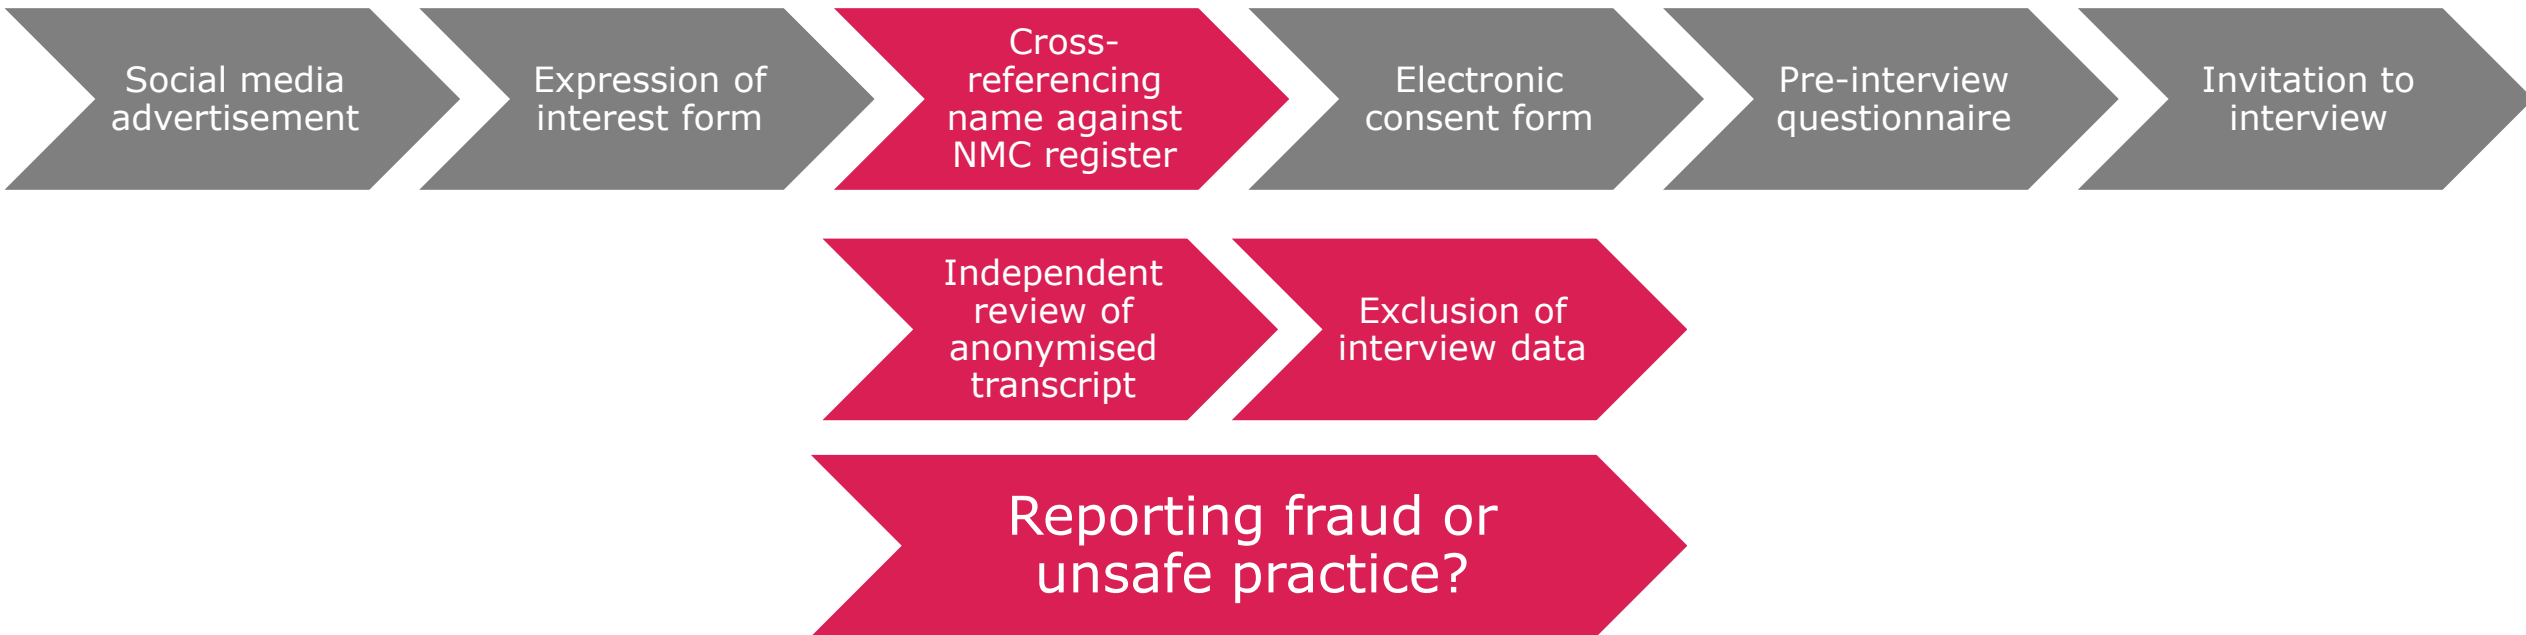 Social media
advertisement
Expression of
interest form
Cross-
referencing
name against
NMC register
Electronic
consent form
Pre-interview
questionnaire
Invitation to
interview
Independent
review of
anonymised
transcript
Exclusion of
interview data
Reporting fraud or
unsafe practice?